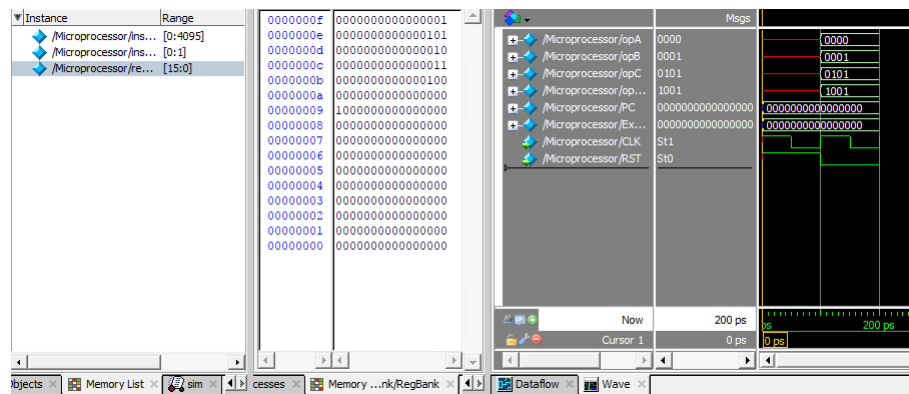 Instance Range
/Microprocessor/ins... [0:4095]
/Microprocessor/ins... [0:1]
/Microprocessor/re... [15:0]
0000000f 0000000000000001
0000000e 0000000000000101
0000000d 0000000000000010
0000000c 0000000000000011
0000000b 0000000000000100
0000000a 0000000000000000
00000009 1000000000000000
00000008 0000000000000000
00000007 0000000000000000
00000006 0000000000000000
00000005 0000000000000000
00000004 0000000000000000
00000003 0000000000000000
00000002 0000000000000000
00000001 0000000000000000
00000000 0000000000000000
Msgs
/Microprocessor/opA 0000 0000
/Microprocessor/opB 0001 0001
/Microprocessor/opC 0101 0101
/Microprocessor/op... 1001 1001
/Microprocessor/PC 0000000000000000 0000000000000000
/Microprocessor/Ex... 0000000000000000 0000000000000000
/Microprocessor/CLK St1
/Microprocessor/RST St0
Now 200 ps ps 200 ps
Cursor 1 0 ps 0 ps
bjects Memory List sim cesses Memory ...nk/RegBank Dataflow Wave